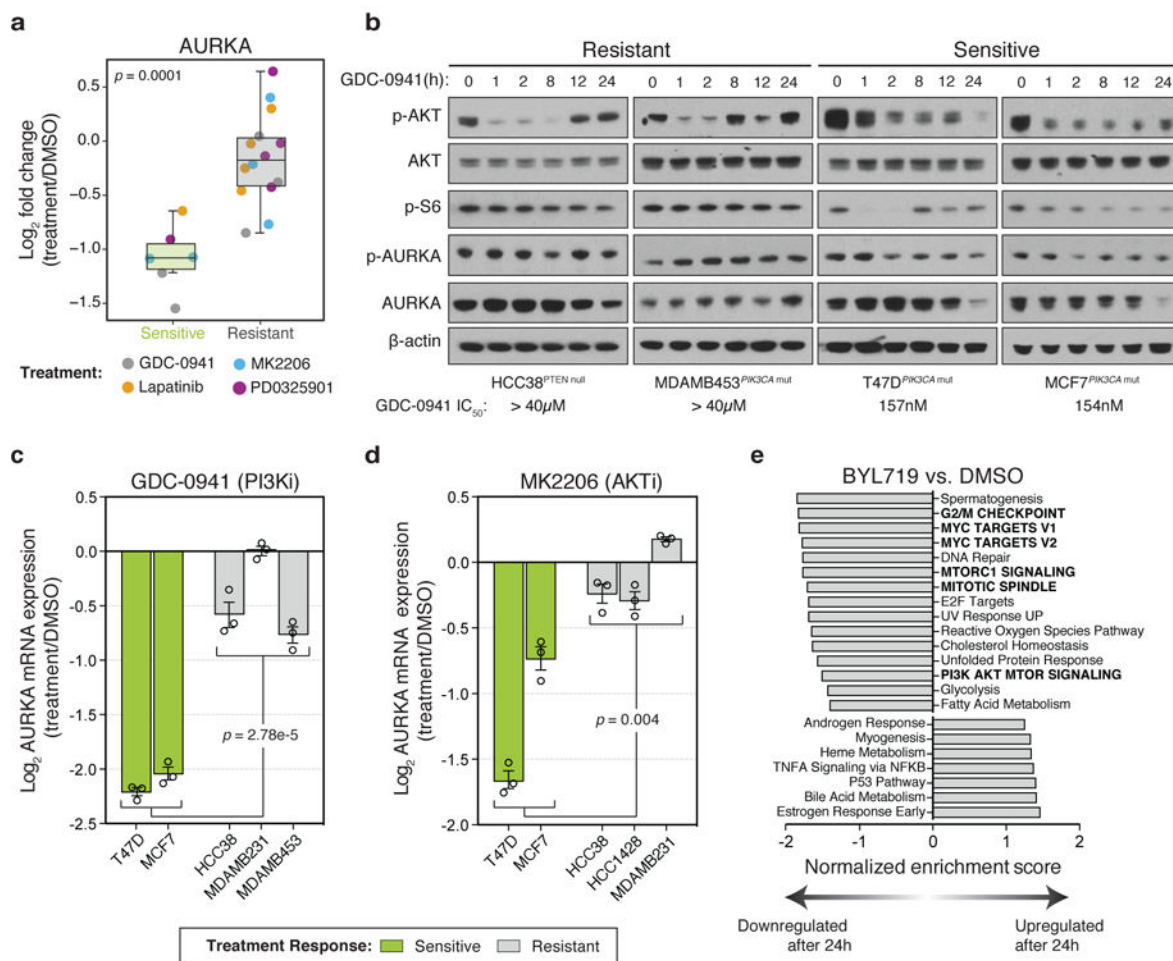 a
AURKA
p = 0.0001
Log2 fold change
(treatment/DMSO)
0.5
0.0
−0.5
−1.0
−1.5
Sensitive Resistant
Treatment:
GDC-0941 MK2206
Lapatinib PD0325901
b
Resistant Sensitive
GDC-0941(h): 0 1 2 8 12 24 0 1 2 8 12 24 0 1 2 8 12 24 0 1 2 8 12 24
p-AKT
AKT
p-S6
p-AURKA
AURKA
β-actin
HCC38PTEN null MDAMB453PIK3CA mut T47DPIK3CA mut MCF7PIK3CA mut
GDC-0941 IC50: > 40µM > 40µM 157nM 154nM
c
GDC-0941 (PI3Ki)
Log2 AURKA mRNA expression
(treatment/DMSO)
0.5
0.0
-0.5
-1.0
-1.5
-2.0
-2.5
p = 2.78e-5
T47D
MCF7
HCC38
MDAMB231
MDAMB453
d
MK2206 (AKTi)
Log2 AURKA mRNA expression
(treatment/DMSO)
0.5
0.0
-0.5
-1.0
-1.5
-2.0
p = 0.004
T47D
MCF7
HCC38
HCC1428
MDAMB231
e
BYL719 vs. DMSO
Spermatogenesis
G2/M CHECKPOINT
MYC TARGETS V1
MYC TARGETS V2
DNA Repair
MTORC1 SIGNALING
MITOTIC SPINDLE
E2F Targets
UV Response UP
Reactive Oxygen Species Pathway
Cholesterol Homeostasis
Unfolded Protein Response
PI3K AKT MTOR SIGNALING
Glycolysis
Fatty Acid Metabolism
Androgen Response
Myogenesis
Heme Metabolism
TNFA Signaling via NFKB
P53 Pathway
Bile Acid Metabolism
Estrogen Response Early
-2 -1 0 1 2
Normalized enrichment score
Downregulated
after 24h
Upregulated
after 24h
Treatment Response: Sensitive Resistant